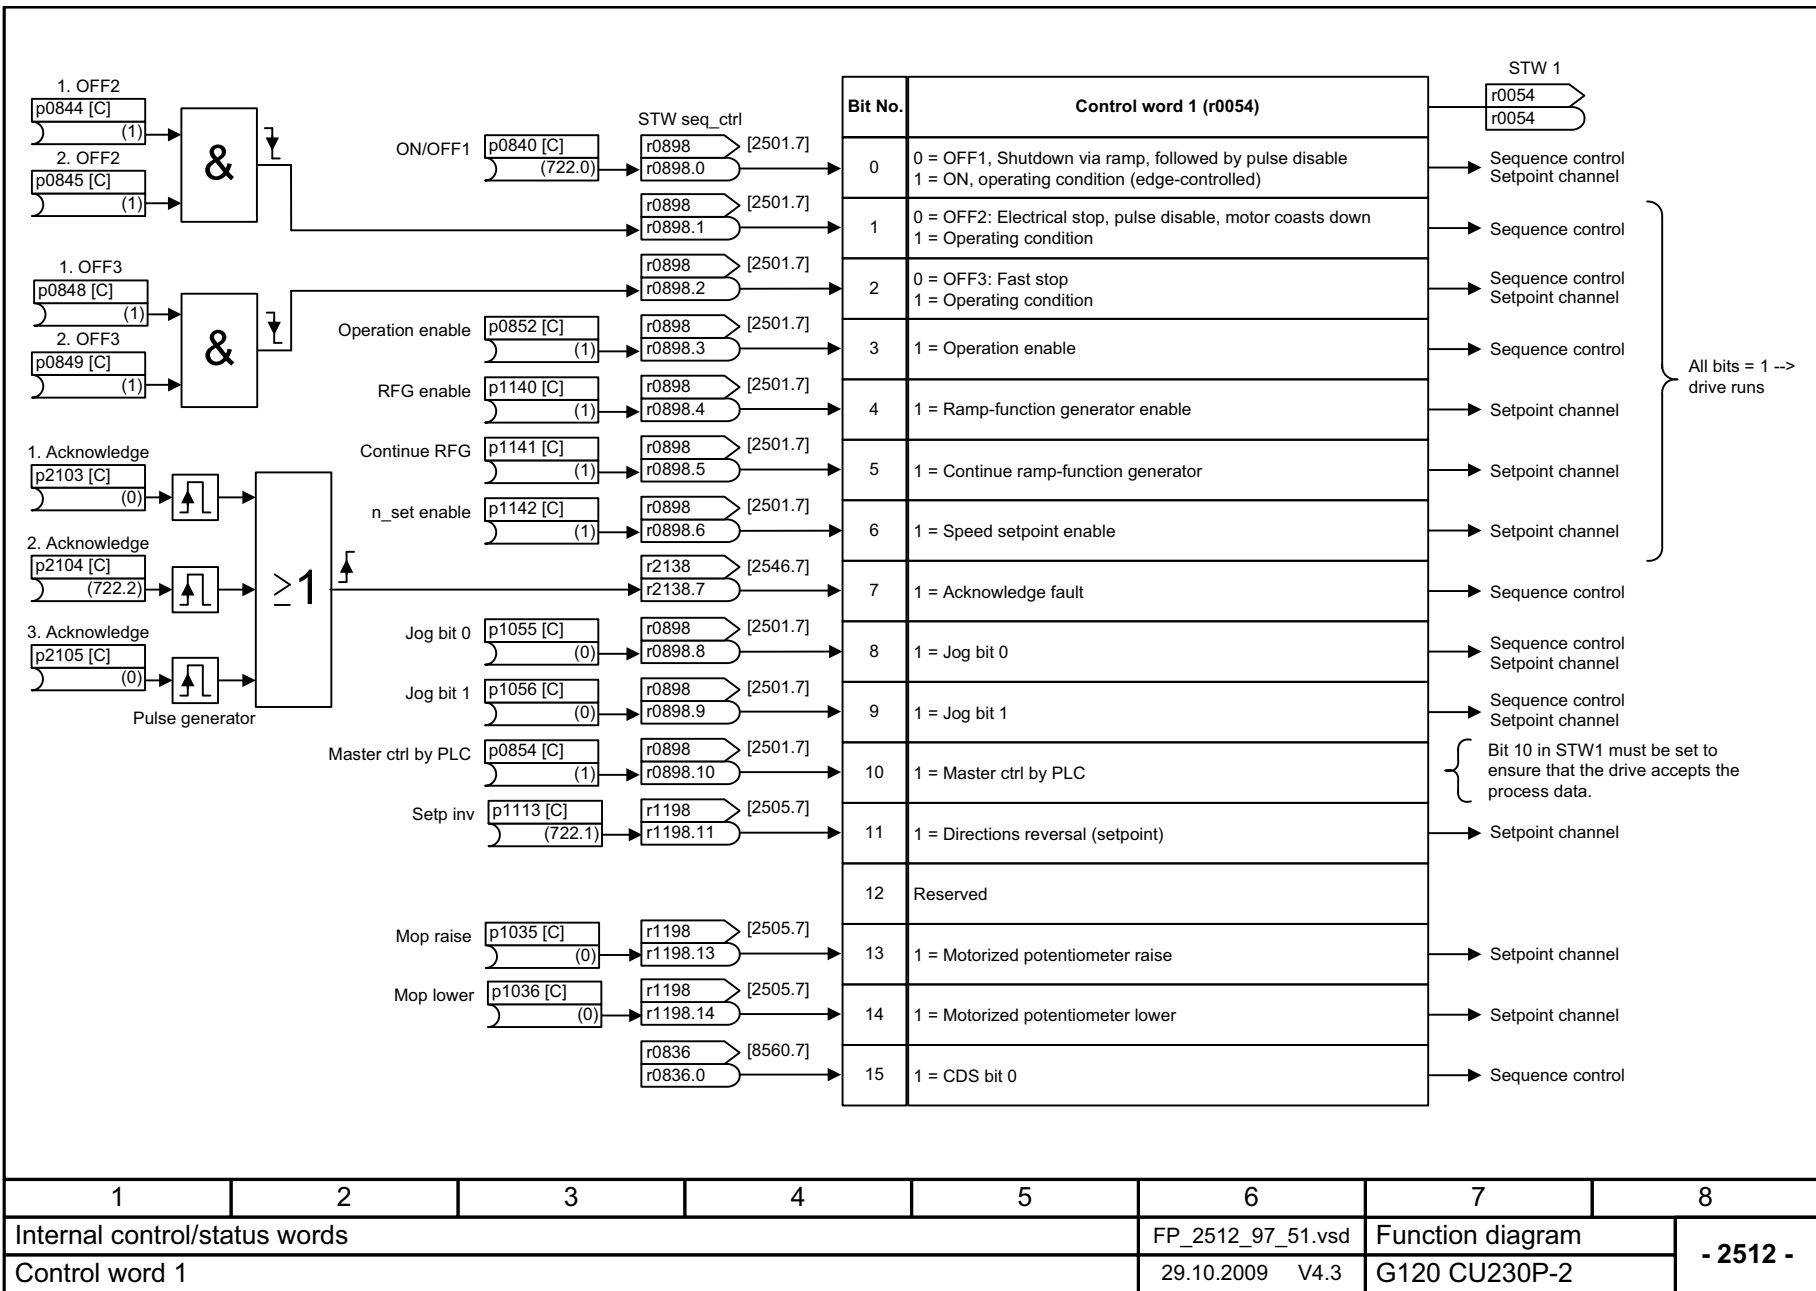 1. OFF2
p0844 [C]
(1)
2. OFF2
p0845 [C]
(1)
&
1. OFF3
p0848 [C]
(1)
2. OFF3
p0849 [C]
(1)
&
1. Acknowledge
p2103 [C]
(0)
2. Acknowledge
p2104 [C]
(722.2)
3. Acknowledge
p2105 [C]
(0)
Pulse generator
≥1
STW seq_ctrl
ON/OFF1
p0840 [C]
(722.0)
r0898
[2501.7]
r0898.0
r0898
[2501.7]
r0898.1
r0898
[2501.7]
r0898.2
Operation enable
p0852 [C]
(1)
r0898
[2501.7]
r0898.3
RFG enable
p1140 [C]
(1)
r0898
[2501.7]
r0898.4
Continue RFG
p1141 [C]
(1)
r0898
[2501.7]
r0898.5
n_set enable
p1142 [C]
(1)
r0898
[2501.7]
r0898.6
r2138
[2546.7]
r2138.7
Jog bit 0
p1055 [C]
(0)
r0898
[2501.7]
r0898.8
Jog bit 1
p1056 [C]
(0)
r0898
[2501.7]
r0898.9
Master ctrl by PLC
p0854 [C]
(1)
r0898
[2501.7]
r0898.10
Setp inv
p1113 [C]
(722.1)
r1198
[2505.7]
r1198.11
Mop raise
p1035 [C]
(0)
r1198
[2505.7]
r1198.13
Mop lower
p1036 [C]
(0)
r1198
[2505.7]
r1198.14
r0836
[8560.7]
r0836.0
Bit No. Control word 1 (r0054)
STW 1
r0054
r0054
0
0 = OFF1, Shutdown via ramp, followed by pulse disable
1 = ON, operating condition (edge-controlled)
Sequence control
Setpoint channel
1
0 = OFF2: Electrical stop, pulse disable, motor coasts down
1 = Operating condition
Sequence control
2
0 = OFF3: Fast stop
1 = Operating condition
Sequence control
Setpoint channel
3 1 = Operation enable
Sequence control
4 1 = Ramp-function generator enable
Setpoint channel
5 1 = Continue ramp-function generator
Setpoint channel
6 1 = Speed setpoint enable
Setpoint channel
All bits = 1 -->
drive runs
7 1 = Acknowledge fault
Sequence control
8 1 = Jog bit 0
Sequence control
Setpoint channel
9 1 = Jog bit 1
Sequence control
Setpoint channel
10 1 = Master ctrl by PLC
Bit 10 in STW1 must be set to
ensure that the drive accepts the
process data.
11 1 = Directions reversal (setpoint)
Setpoint channel
12 Reserved
13 1 = Motorized potentiometer raise
Setpoint channel
14 1 = Motorized potentiometer lower
Setpoint channel
15 1 = CDS bit 0
Sequence control
1 2 3 4 5 6 7 8
Internal control/status words
FP_2512_97_51.vsd
Function diagram
- 2512 -
Control word 1
29.10.2009 V4.3
G120 CU230P-2